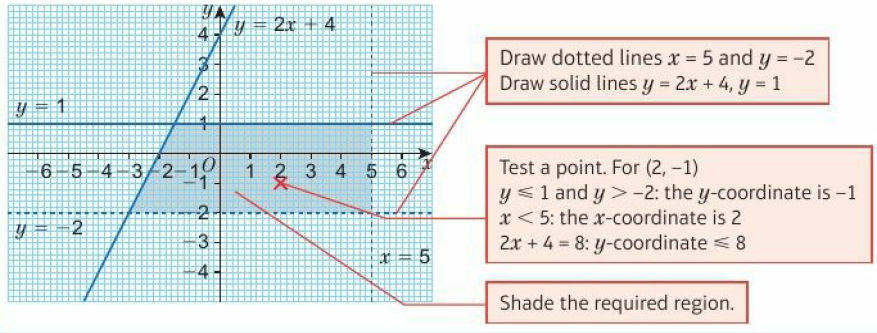 y
y = 2x + 4
4
3
2
y = 1
1
-6 -5 -4 -3 -2 -1 O 1 2 3 4 5 6 x
-1
-2
y = -2
-3
x = 5
-4
Draw dotted lines x = 5 and y = -2
Draw solid lines y = 2x + 4, y = 1
Test a point. For (2, -1)
y ⩽ 1 and y > -2: the y-coordinate is -1
x < 5: the x-coordinate is 2
2x + 4 = 8: y-coordinate ⩽ 8
Shade the required region.